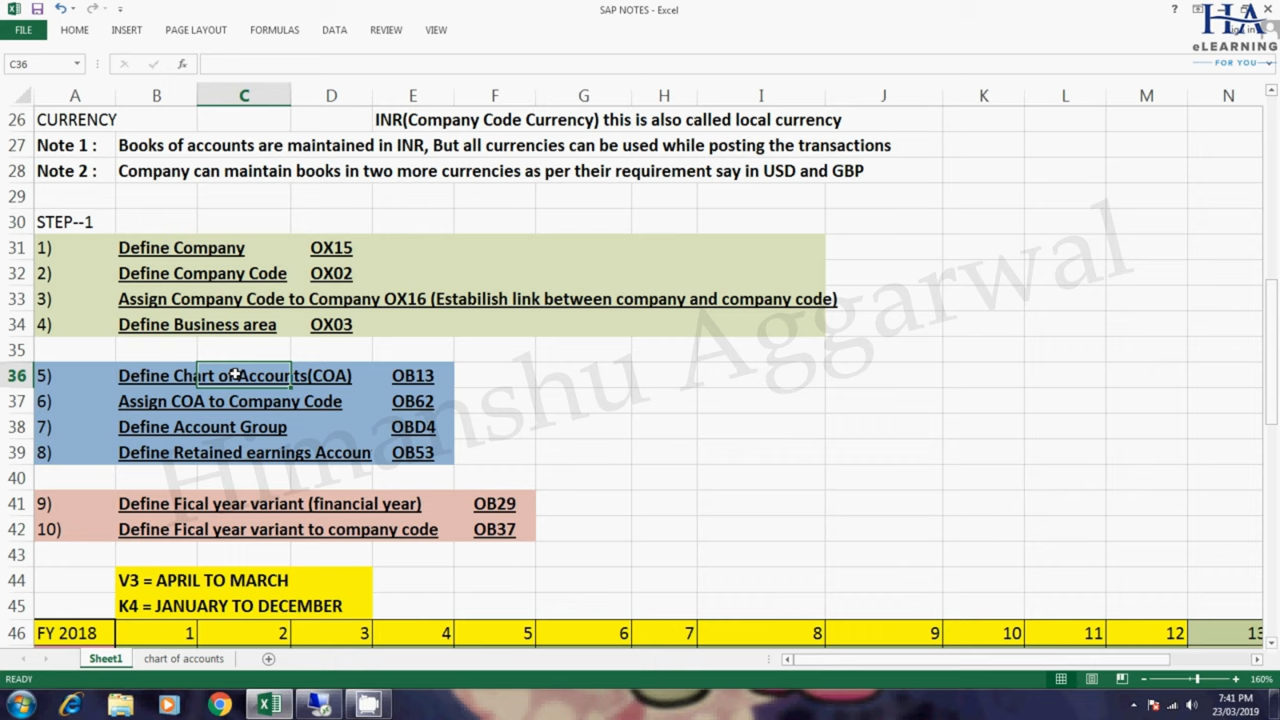 SAP NOTES - Excel
FILE HOME INSERT PAGE LAYOUT FORMULAS DATA REVIEW VIEW
HA
eLEARNING
FOR YOU
C36 fx
A B C D E F G H I J K L M N
26 CURRENCY INR(Company Code Currency) this is also called local currency
27 Note 1 : Books of accounts are maintained in INR, But all currencies can be used while posting the transactions
28 Note 2 : Company can maintain books in two more currencies as per their requirement say in USD and GBP
29
30 STEP--1
31 1) Define Company OX15
32 2) Define Company Code OX02
33 3) Assign Company Code to Company OX16 (Estabilish link between company and company code)
34 4) Define Business area OX03
35
36 5) Define Chart of Accounts(COA) OB13
37 6) Assign COA to Company Code OB62
38 7) Define Account Group OBD4
39 8) Define Retained earnings Accoun OB53
40
41 9) Define Fical year variant (financial year) OB29
42 10) Define Fical year variant to company code OB37
43
44 V3 = APRIL TO MARCH
45 K4 = JANUARY TO DECEMBER
46 FY 2018 1 2 3 4 5 6 7 8 9 10 11 12 13
Himanshu Aggarwal
Sheet1 chart of accounts
READY 160%
7:41 PM
23/03/2019